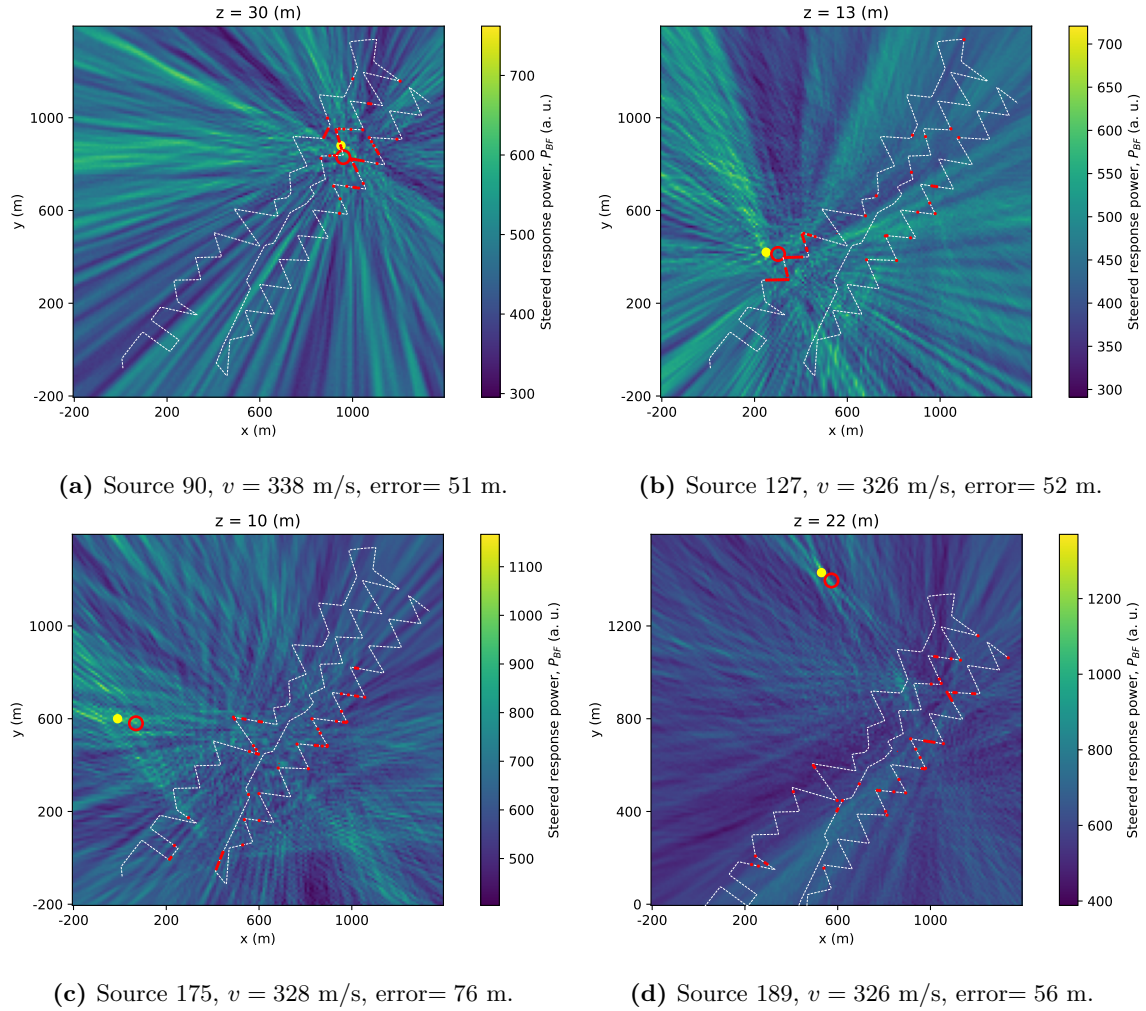 z = 30 (m)
1000
600
200
-200
-200
200
600
1000
y (m)
x (m)
700
600
500
400
300
Steered response power, P_BF (a. u.)
z = 13 (m)
1000
600
200
-200
-200
200
600
1000
y (m)
x (m)
700
650
600
550
500
450
400
350
300
Steered response power, P_BF (a. u.)
(a) Source 90, v = 338 m/s, error= 51 m.
(b) Source 127, v = 326 m/s, error= 52 m.
z = 10 (m)
1000
600
200
-200
-200
200
600
1000
y (m)
x (m)
1100
1000
900
800
700
600
500
Steered response power, P_BF (a. u.)
z = 22 (m)
1200
800
400
0
-200
200
600
1000
y (m)
x (m)
1200
1000
800
600
400
Steered response power, P_BF (a. u.)
(c) Source 175, v = 328 m/s, error= 76 m.
(d) Source 189, v = 326 m/s, error= 56 m.